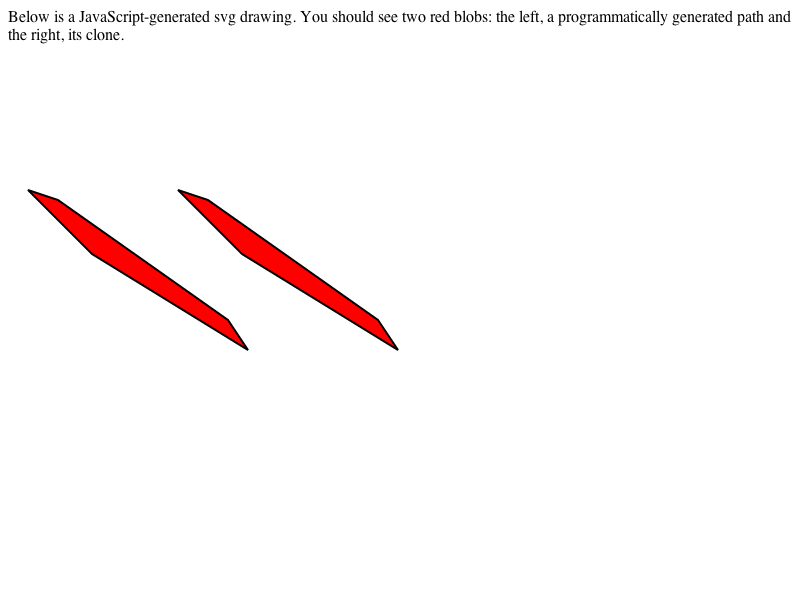 Below is a JavaScript-generated svg drawing. You should see two red blobs: the left, a programmatically generated path and
the right, its clone.